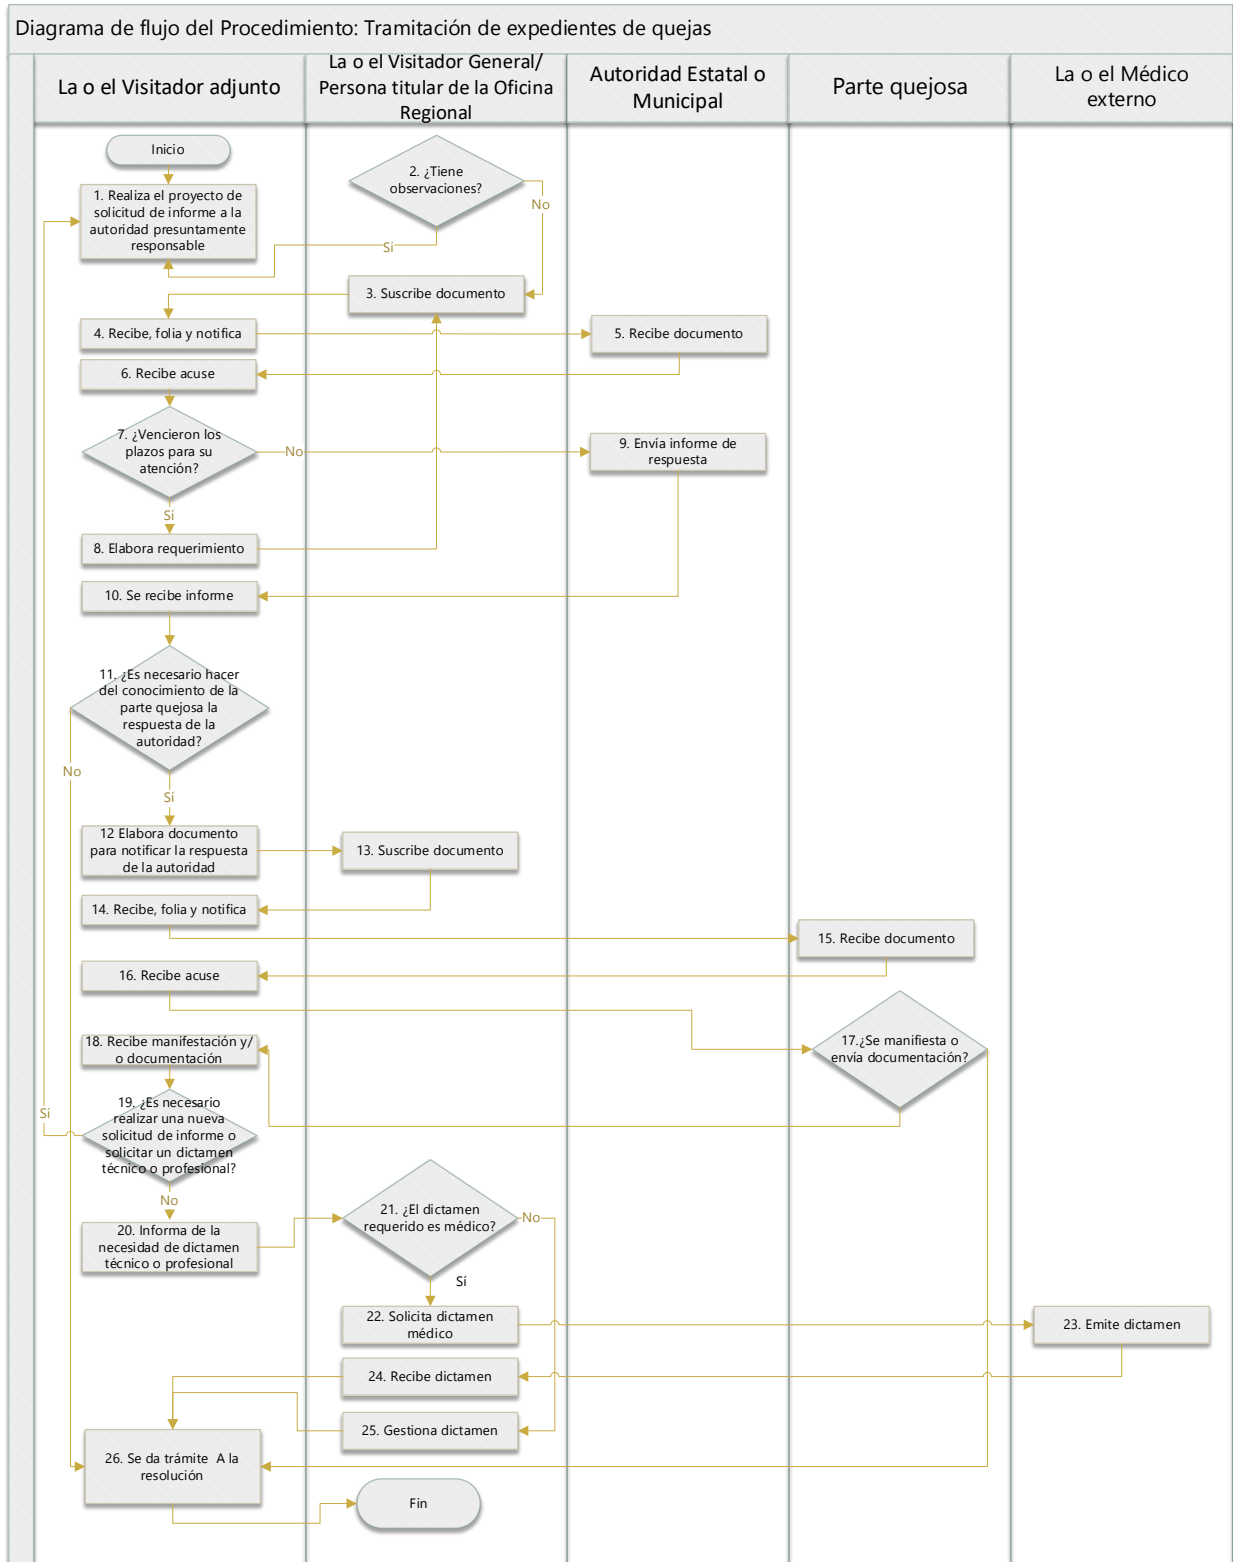 Diagrama de flujo del Procedimiento: Tramitación de expedientes de quejas
La o el Visitador adjunto
La o el Visitador General/
Persona titular de la Oficina
Regional
Autoridad Estatal o
Municipal
Parte quejosa
La o el Médico
externo
Inicio
1. Realiza el proyecto de
solicitud de informe a la
autoridad presuntamente
responsable
2. ¿Tiene
observaciones?
No
Sí
3. Suscribe documento
4. Recibe, folia y notifica
5. Recibe documento
6. Recibe acuse
7. ¿Vencieron los
plazos para su
atención?
No
9. Envía informe de
respuesta
Sí
8. Elabora requerimiento
10. Se recibe informe
11. ¿Es necesario hacer
del conocimiento de la
parte quejosa la
respuesta de la
autoridad?
No
Sí
12 Elabora documento
para notificar la respuesta
de la autoridad
13. Suscribe documento
14. Recibe, folia y notifica
15. Recibe documento
16. Recibe acuse
17.¿Se manifiesta o
envía documentación?
18. Recibe manifestación y/
o documentación
19. ¿Es necesario
realizar una nueva
solicitud de informe o
solicitar un dictamen
técnico o profesional?
Sí
No
20. Informa de la
necesidad de dictamen
técnico o profesional
21. ¿El dictamen
requerido es médico?
No
Sí
22. Solicita dictamen
médico
23. Emite dictamen
24. Recibe dictamen
25. Gestiona dictamen
26. Se da trámite A la
resolución
Fin